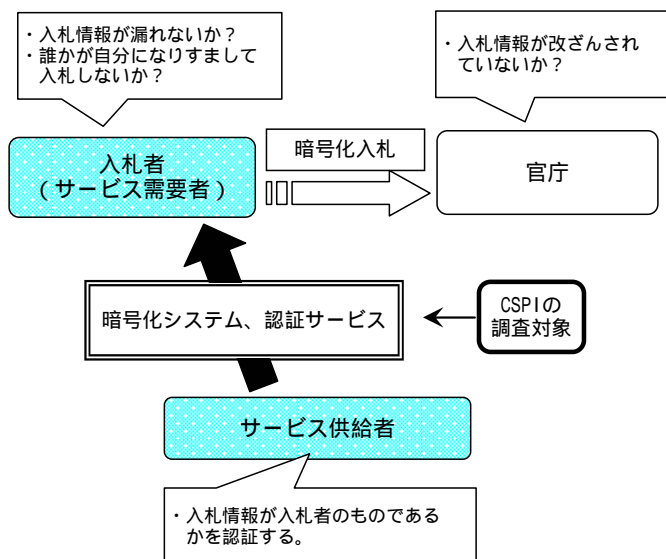 ・入札情報が漏れないか？
・誰かが自分になりすまして
入札しないか？
・入札情報が改ざんされ
ていないか？
入札者
（サービス需要者）
暗号化入札
官庁
暗号化システム、認証サービス
CSPIの
調査対象
サービス供給者
・入札情報が入札者のものである
かを認証する。